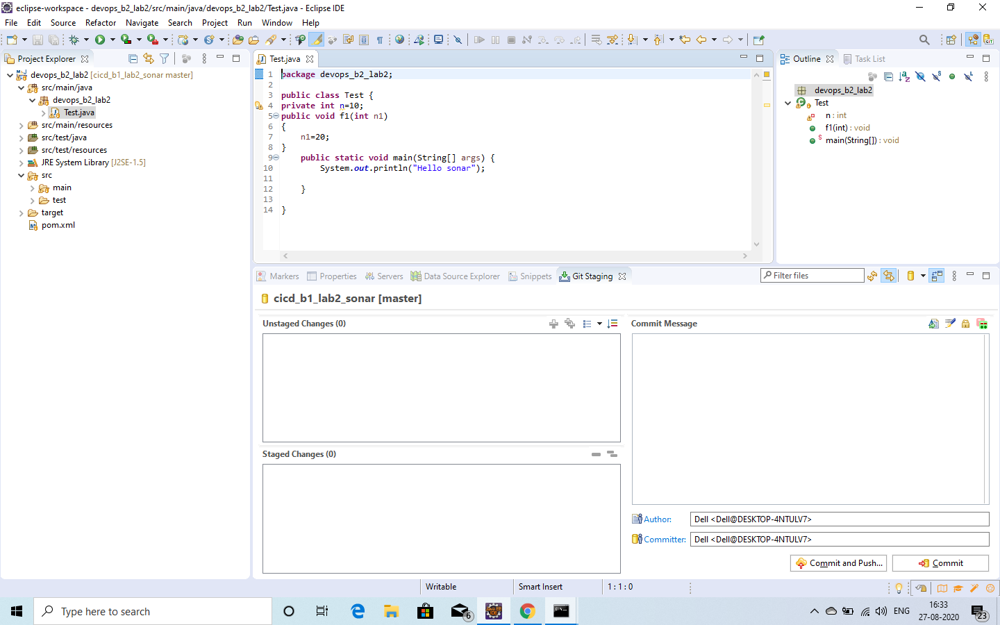 eclipse-workspace - devops_b2_lab2/src/main/java/devops_b2_lab2/Test.java - Eclipse IDE
File Edit Source Refactor Navigate Search Project Run Window Help
Project Explorer
devops_b2_lab2 [cicd_b1_lab2_sonar master]
src/main/java
devops_b2_lab2
Test.java
src/main/resources
src/test/java
src/test/resources
JRE System Library [J2SE-1.5]
src
main
test
target
pom.xml
Test.java
1 package devops_b2_lab2;
2
3 public class Test {
4 private int n=10;
5 public void f1(int n1)
6 {
7 n1=20;
8 }
9 public static void main(String[] args) {
10 System.out.println("Hello sonar");
11
12 }
13
14 }
Outline Task List
devops_b2_lab2
Test
n : int
f1(int) : void
main(String[]) : void
Markers Properties Servers Data Source Explorer Snippets Git Staging
Filter files
cicd_b1_lab2_sonar [master]
Unstaged Changes (0)
Staged Changes (0)
Commit Message
Author: Dell <Dell@DESKTOP-4NTULV7>
Committer: Dell <Dell@DESKTOP-4NTULV7>
Commit and Push... Commit
Writable Smart Insert 1 : 1 : 0
Type here to search
6
ENG
16:33
27-08-2020
23